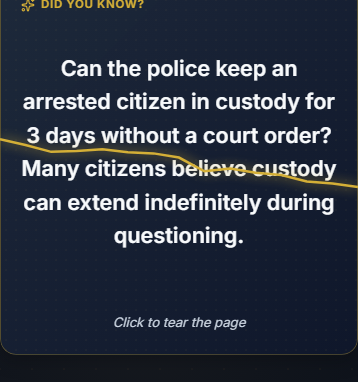 DID YOU KNOW?
Can the police keep an
arrested citizen in custody for
3 days without a court order?
Many citizens believe custody
can extend indefinitely during
questioning.
Click to tear the page